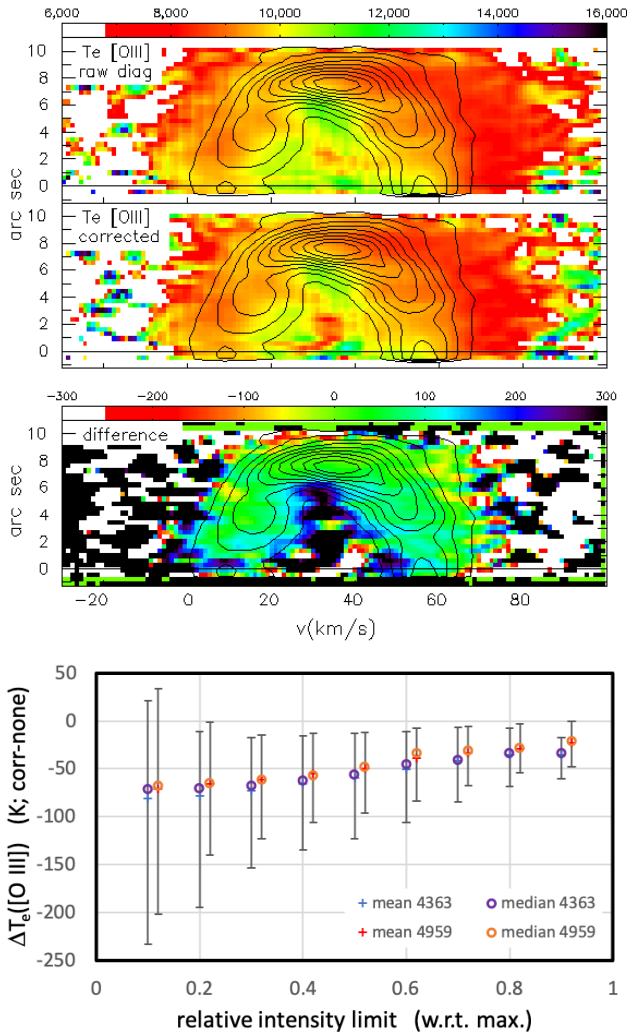 6,000 8,000 10,000 12,000 14,000 16,000
10
Te [OIII]
raw diag
8
6
4
2
0
arc sec
10
Te [OIII]
corrected
8
6
4
2
0
arc sec
−300 −200 −100 0 100 200 300
10
difference
8
6
4
2
0
arc sec
−20 0 20 40 60 80
v(km/s)
50
0
-50
-100
-150
-200
-250
ΔTe([O III]) (K; corr-none)
+ mean 4363 median 4363
+ mean 4959 median 4959
0 0.2 0.4 0.6 0.8 1
relative intensity limit (w.r.t. max.)